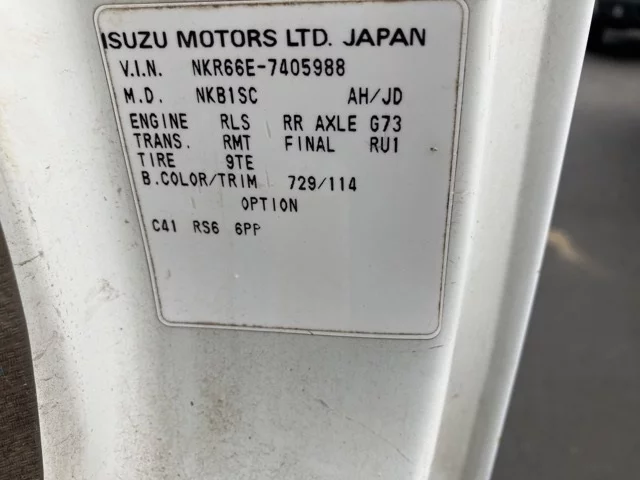 ISUZU MOTORS LTD. JAPAN
V.I.N. NKR66E-7405988
M.D. NKB1SC AH/JD
ENGINE RLS RR AXLE G73
TRANS. RMT FINAL RU1
TIRE 9TE
B.COLOR/TRIM 729/114
OPTION
C41 RS6 6PP